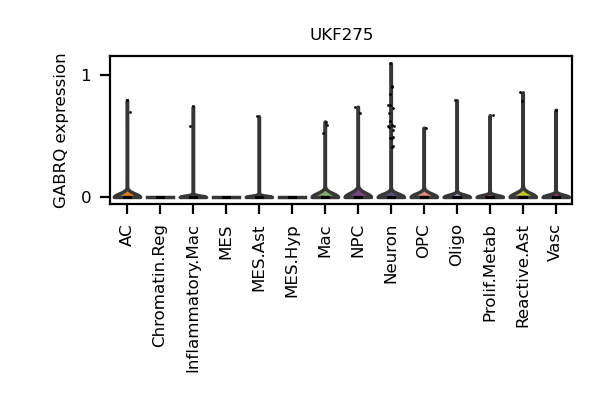 UKF275
GABRQ expression
1
0
AC
Chromatin.Reg
Inflammatory.Mac
MES
MES.Ast
MES.Hyp
Mac
NPC
Neuron
OPC
Oligo
Prolif.Metab
Reactive.Ast
Vasc